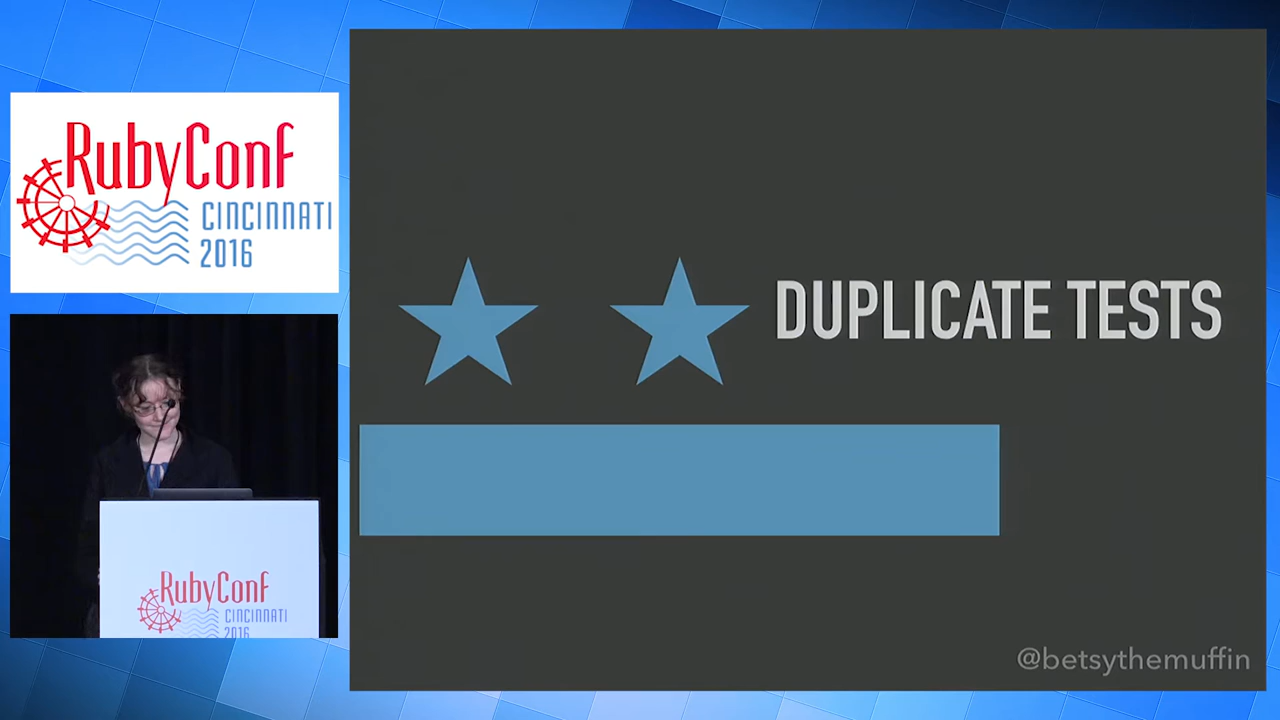 RubyConf
CINCINNATI
2016
DUPLICATE TESTS
RubyConf
CINCINNATI
2016
@betsythemuffin